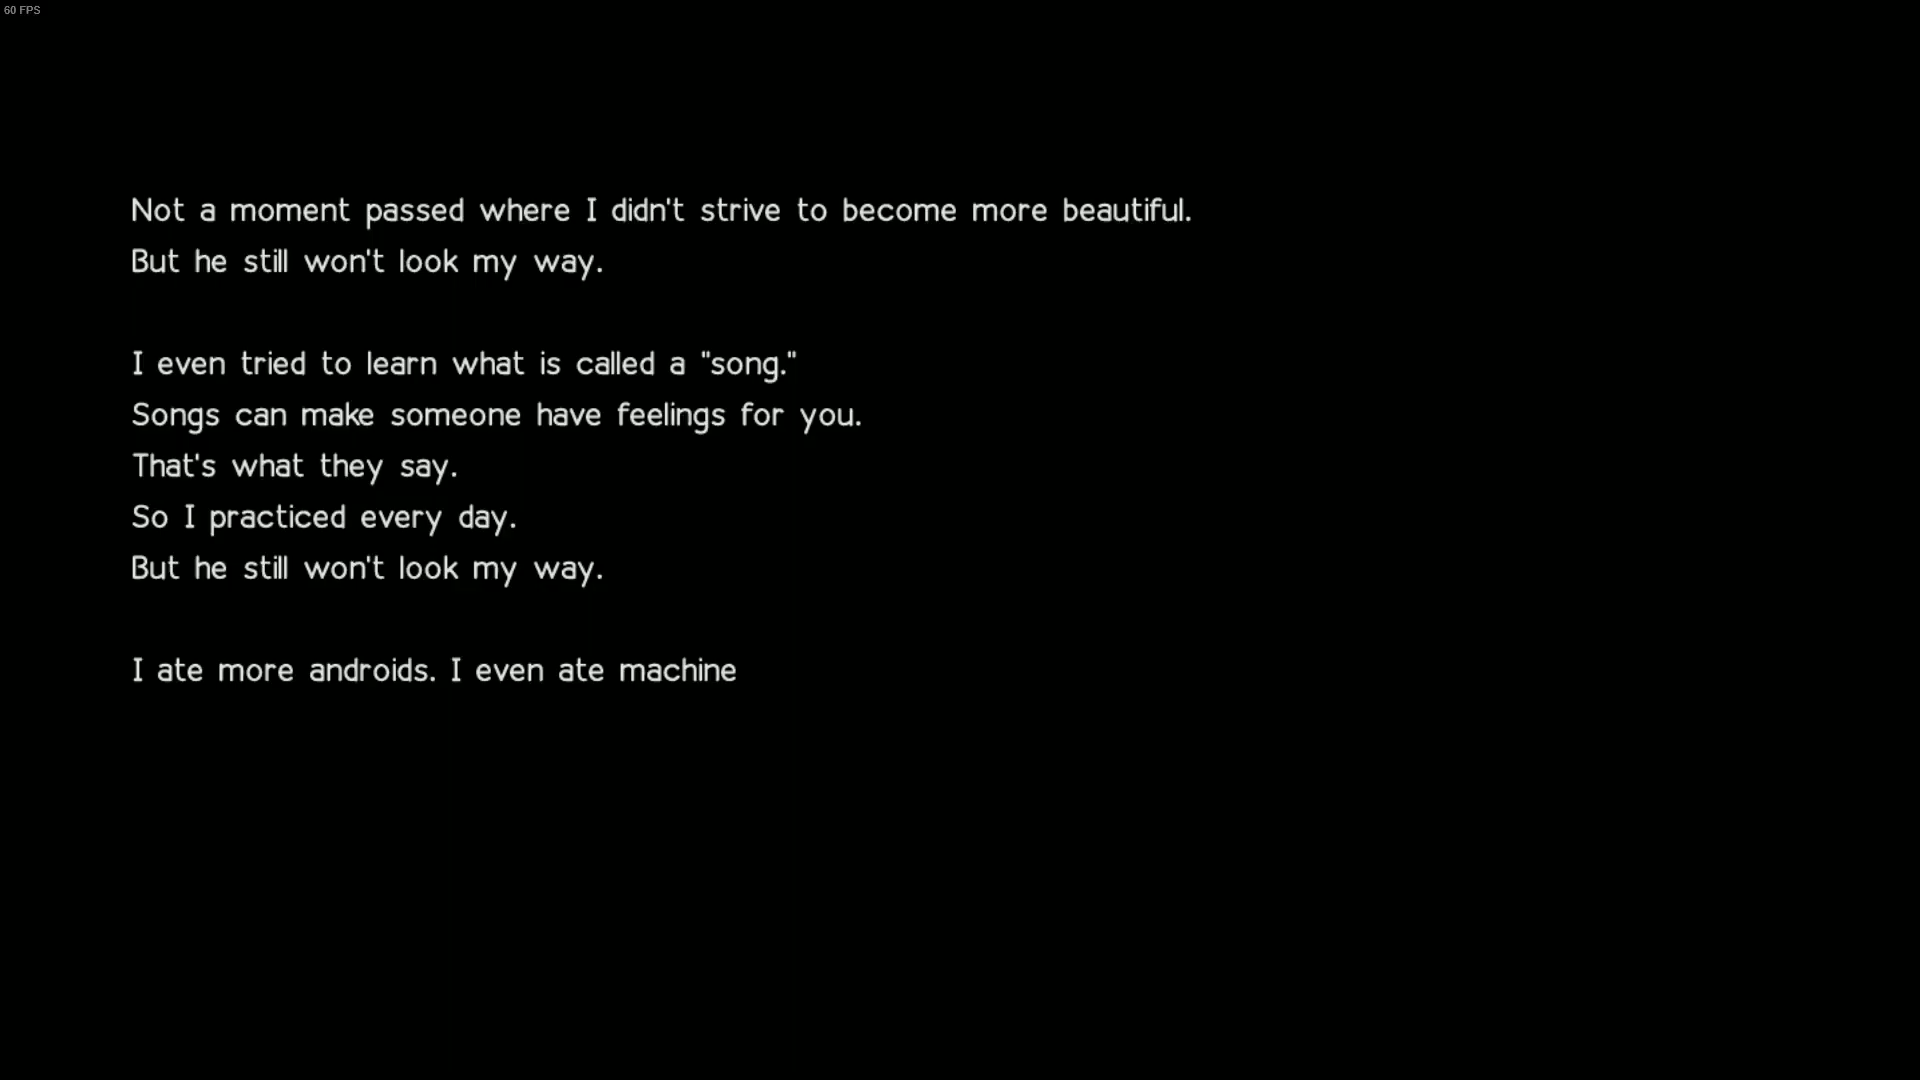 60 FPS
Not a moment passed where I didn't strive to become more beautiful.
But he still won't look my way.
I even tried to learn what is called a "song."
Songs can make someone have feelings for you.
That's what they say.
So I practiced every day.
But he still won't look my way.
I ate more androids. I even ate machine